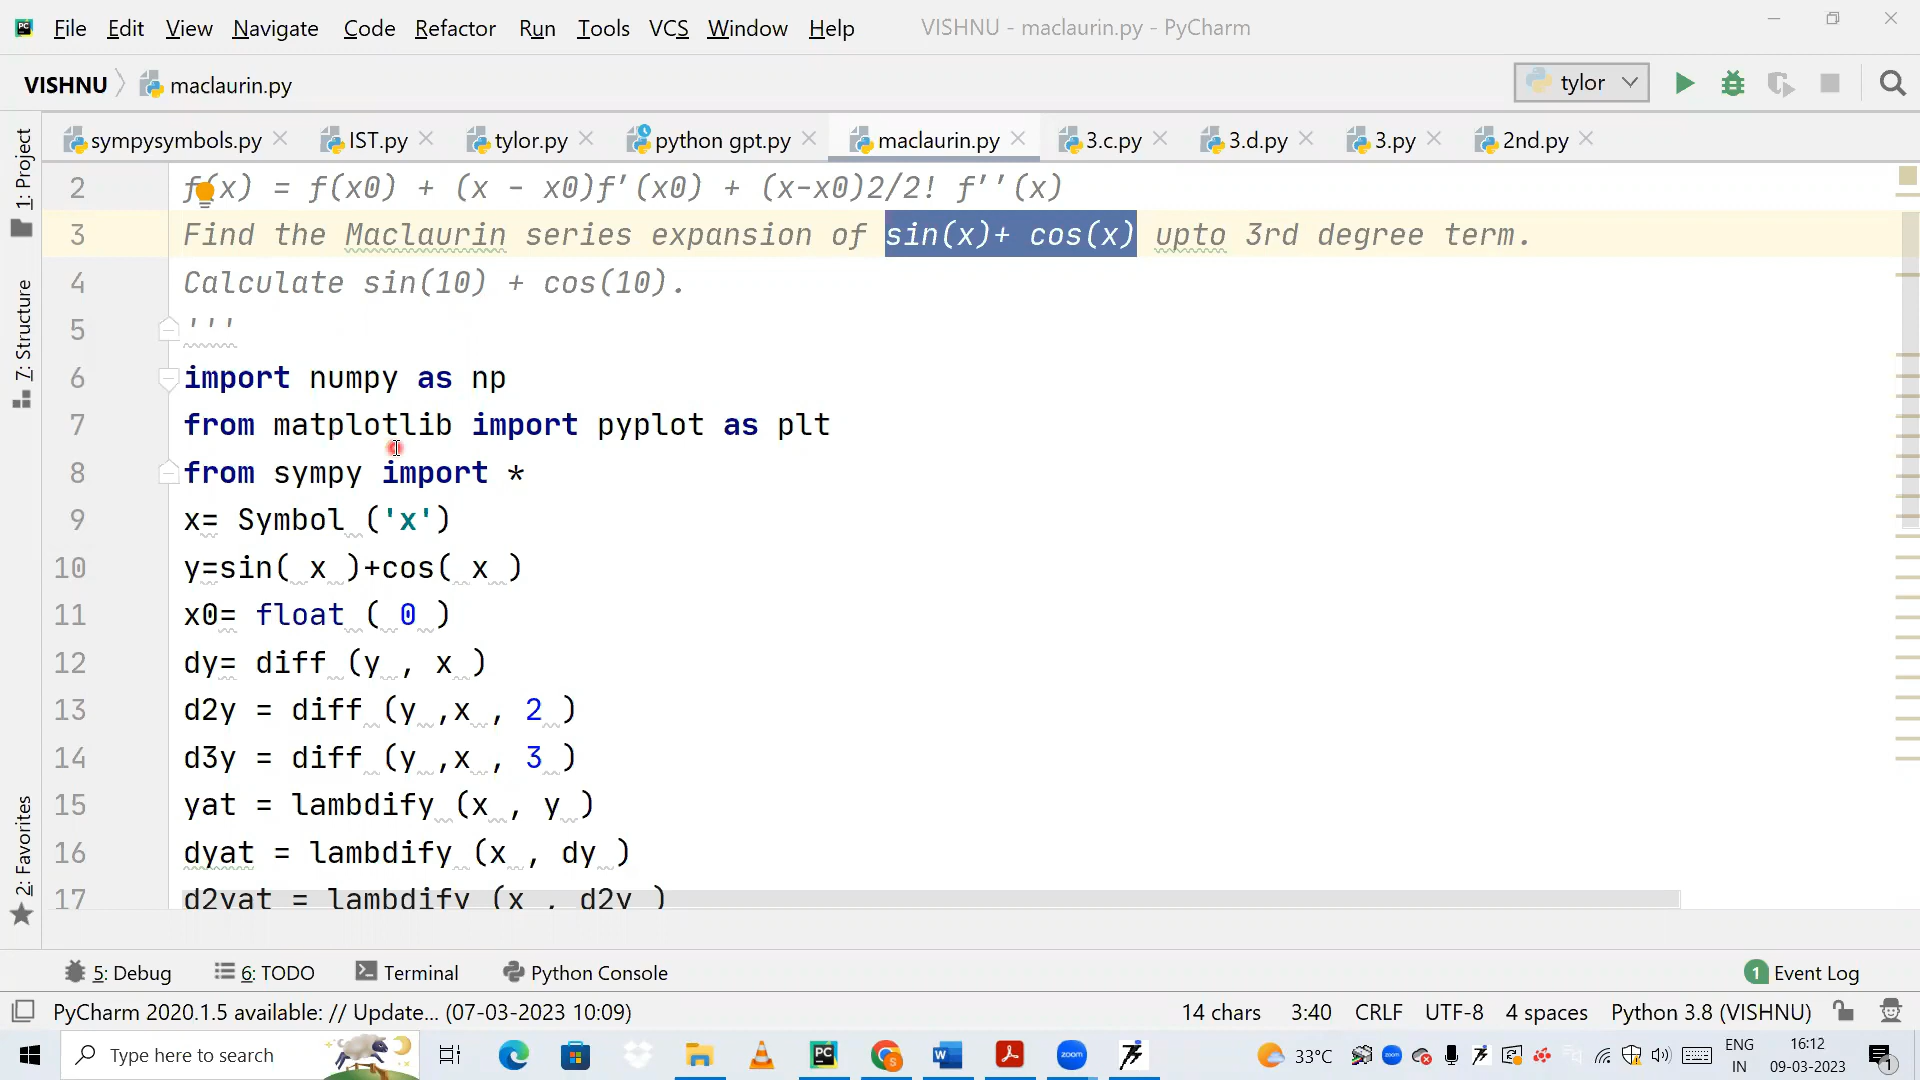 File Edit View Navigate Code Refactor Run Tools VCS Window Help VISHNU - maclaurin.py - PyCharm
VISHNU maclaurin.py tylor
sympysymbols.py IST.py tylor.py python gpt.py maclaurin.py 3.c.py 3.d.py 3.py 2nd.py
1: Project
7: Structure
2: Favorites
2 f(x) = f(x0) + (x - x0)f'(x0) + (x-x0)2/2! f''(x)
3 Find the Maclaurin series expansion of sin(x)+ cos(x) upto 3rd degree term.
4 Calculate sin(10) + cos(10).
5 '''
6 import numpy as np
7 from matplotlib import pyplot as plt
8 from sympy import *
9 x= Symbol ('x')
10 y=sin( x )+cos( x )
11 x0= float ( 0 )
12 dy= diff (y , x )
13 d2y = diff (y ,x , 2 )
14 d3y = diff (y ,x , 3 )
15 yat = lambdify (x , y )
16 dyat = lambdify (x , dy )
17 d2yat = lambdify (x , d2y )
5: Debug 6: TODO Terminal Python Console 1 Event Log
PyCharm 2020.1.5 available: // Update... (07-03-2023 10:09) 14 chars 3:40 CRLF UTF-8 4 spaces Python 3.8 (VISHNU)
Type here to search zoom 33°C zoom ENG IN 16:12 09-03-2023 1